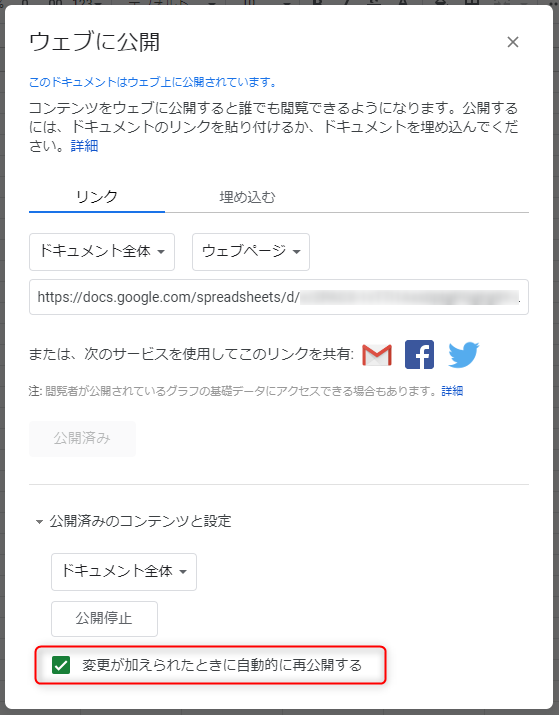 ウェブに公開
このドキュメントはウェブ上に公開されています。
コンテンツをウェブに公開すると誰でも閲覧できるようになります。公開する
には、ドキュメントのリンクを貼り付けるか、ドキュメントを埋め込んでくだ
さい。詳細
リンク 埋め込む
ドキュメント全体 ウェブページ
https://docs.google.com/spreadsheets/d/
または、次のサービスを使用してこのリンクを共有:
注: 閲覧者が公開されているグラフの基礎データにアクセスできる場合もあります。詳細
公開済み
公開済みのコンテンツと設定
ドキュメント全体
公開停止
変更が加えられたときに自動的に再公開する